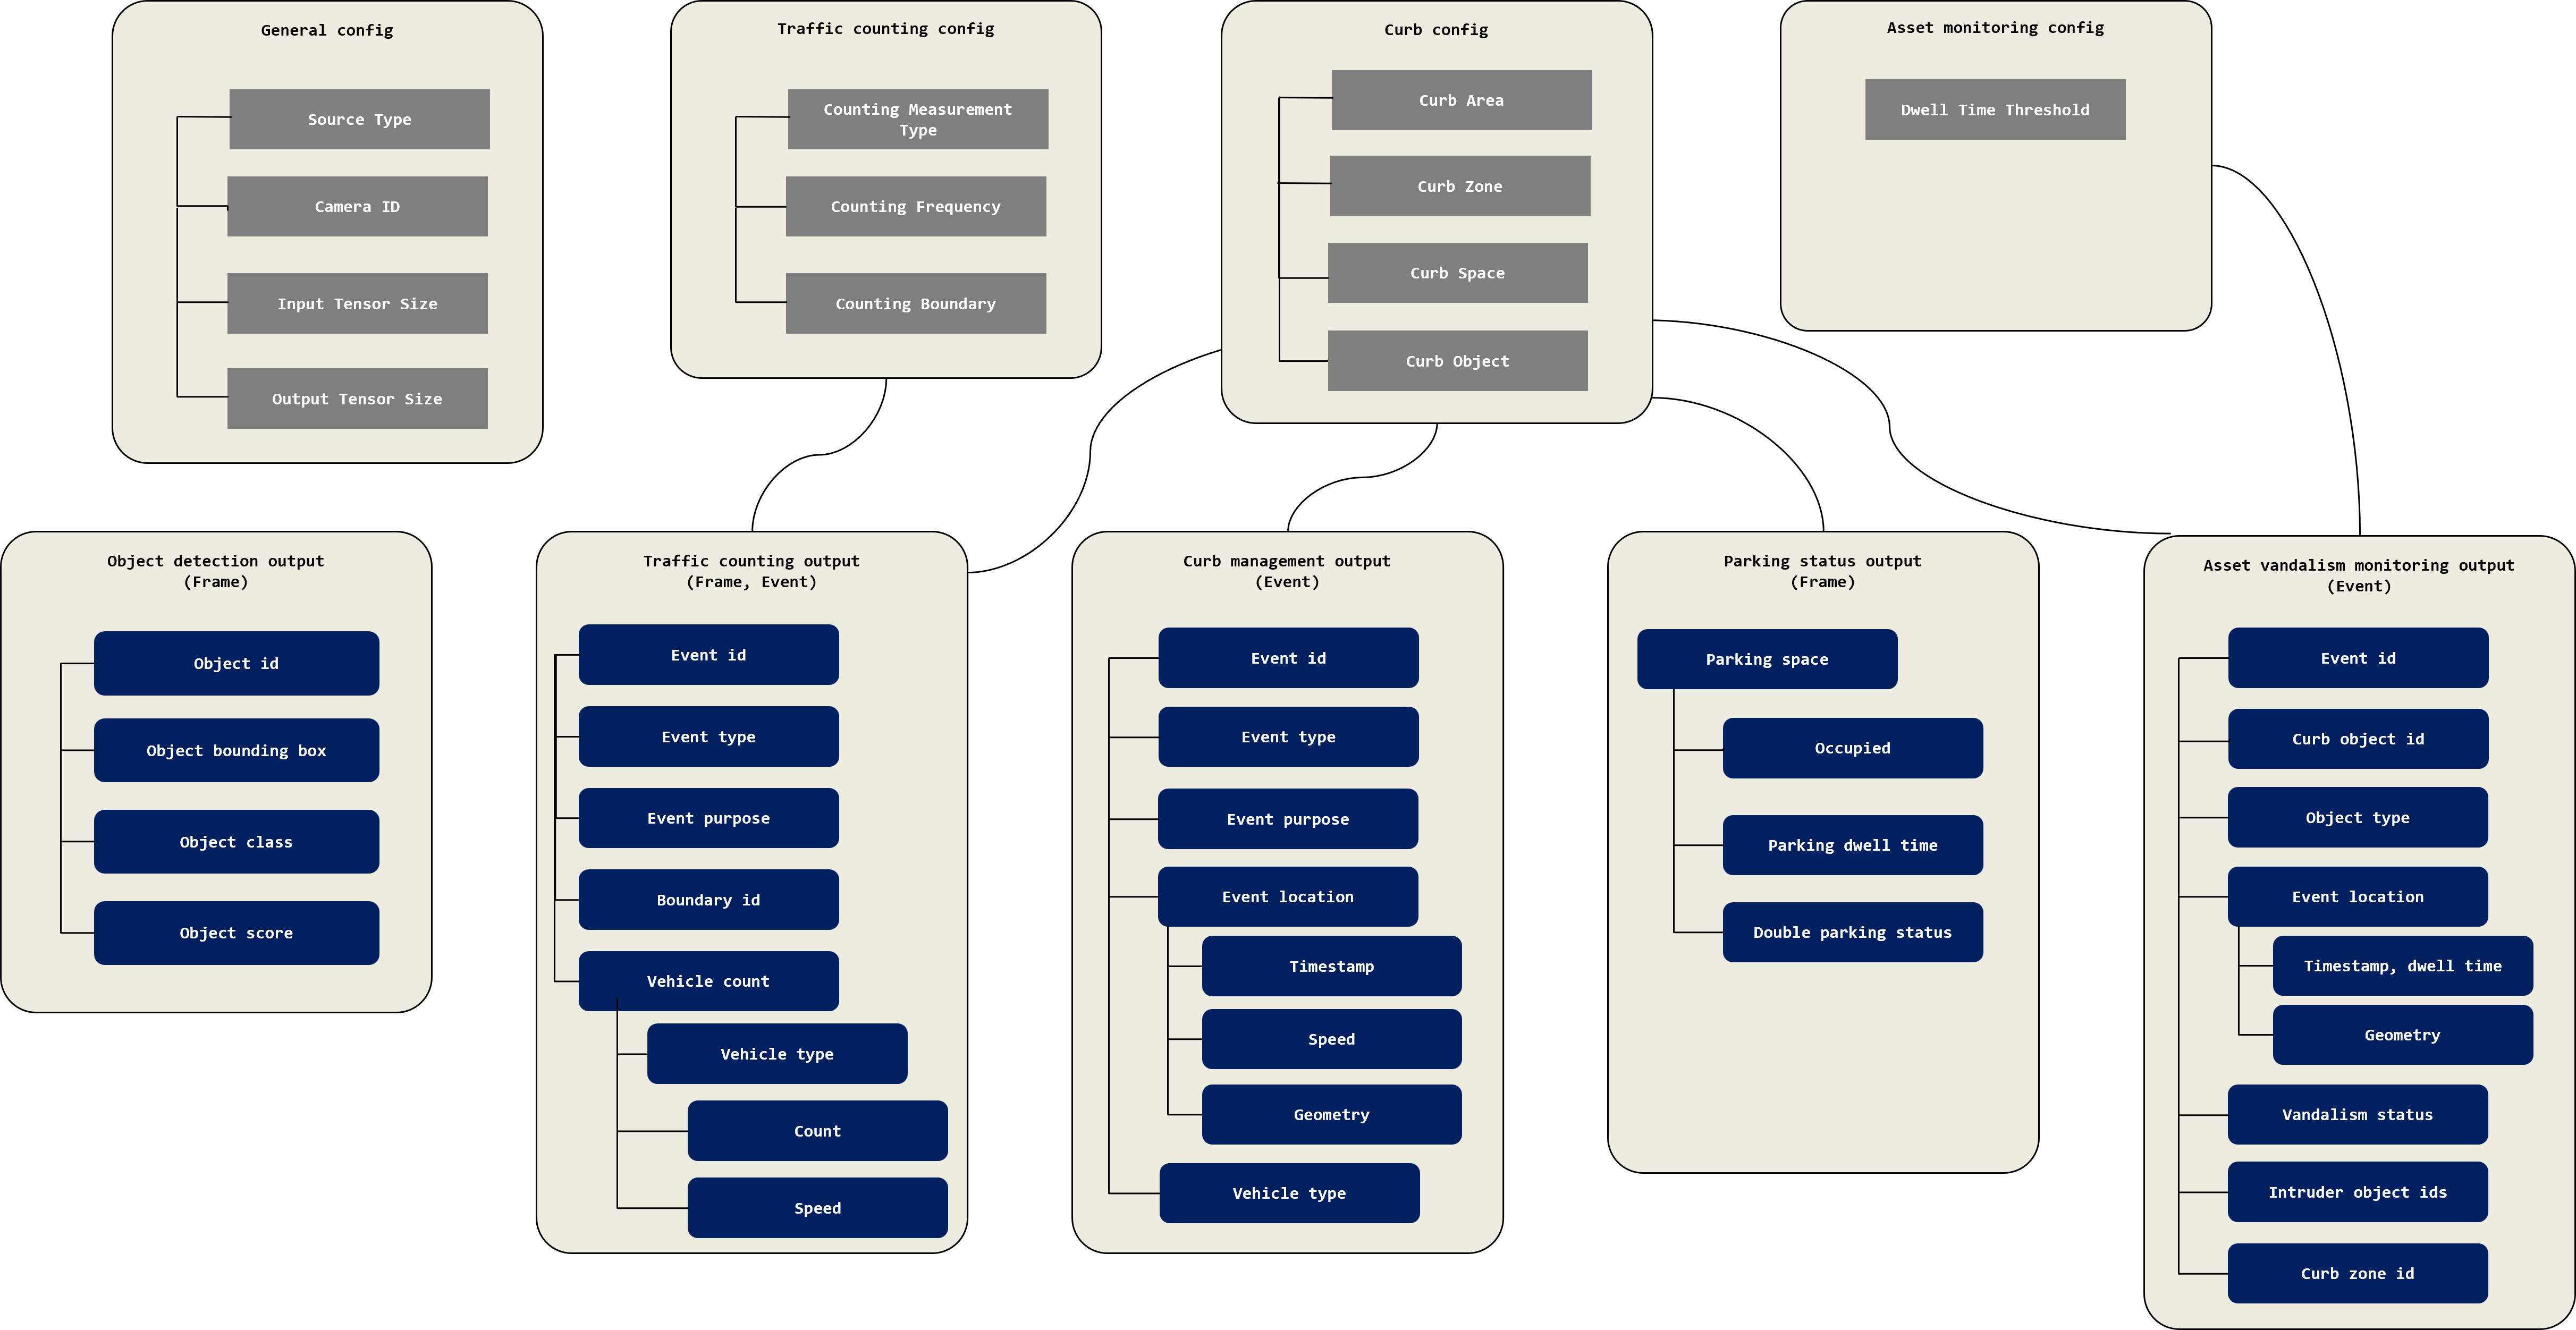 General config
Source Type
Camera ID
Input Tensor Size
Output Tensor Size
Traffic counting config
Counting Measurement
Type
Counting Frequency
Counting Boundary
Curb config
Curb Area
Curb Zone
Curb Space
Curb Object
Asset monitoring config
Dwell Time Threshold
Object detection output
(Frame)
Object id
Object bounding box
Object class
Object score
Traffic counting output
(Frame, Event)
Event id
Event type
Event purpose
Boundary id
Vehicle count
Vehicle type
Count
Speed
Curb management output
(Event)
Event id
Event type
Event purpose
Event location
Timestamp
Speed
Geometry
Vehicle type
Parking status output
(Frame)
Parking space
Occupied
Parking dwell time
Double parking status
Asset vandalism monitoring output
(Event)
Event id
Curb object id
Object type
Event location
Timestamp, dwell time
Geometry
Vandalism status
Intruder object ids
Curb zone id